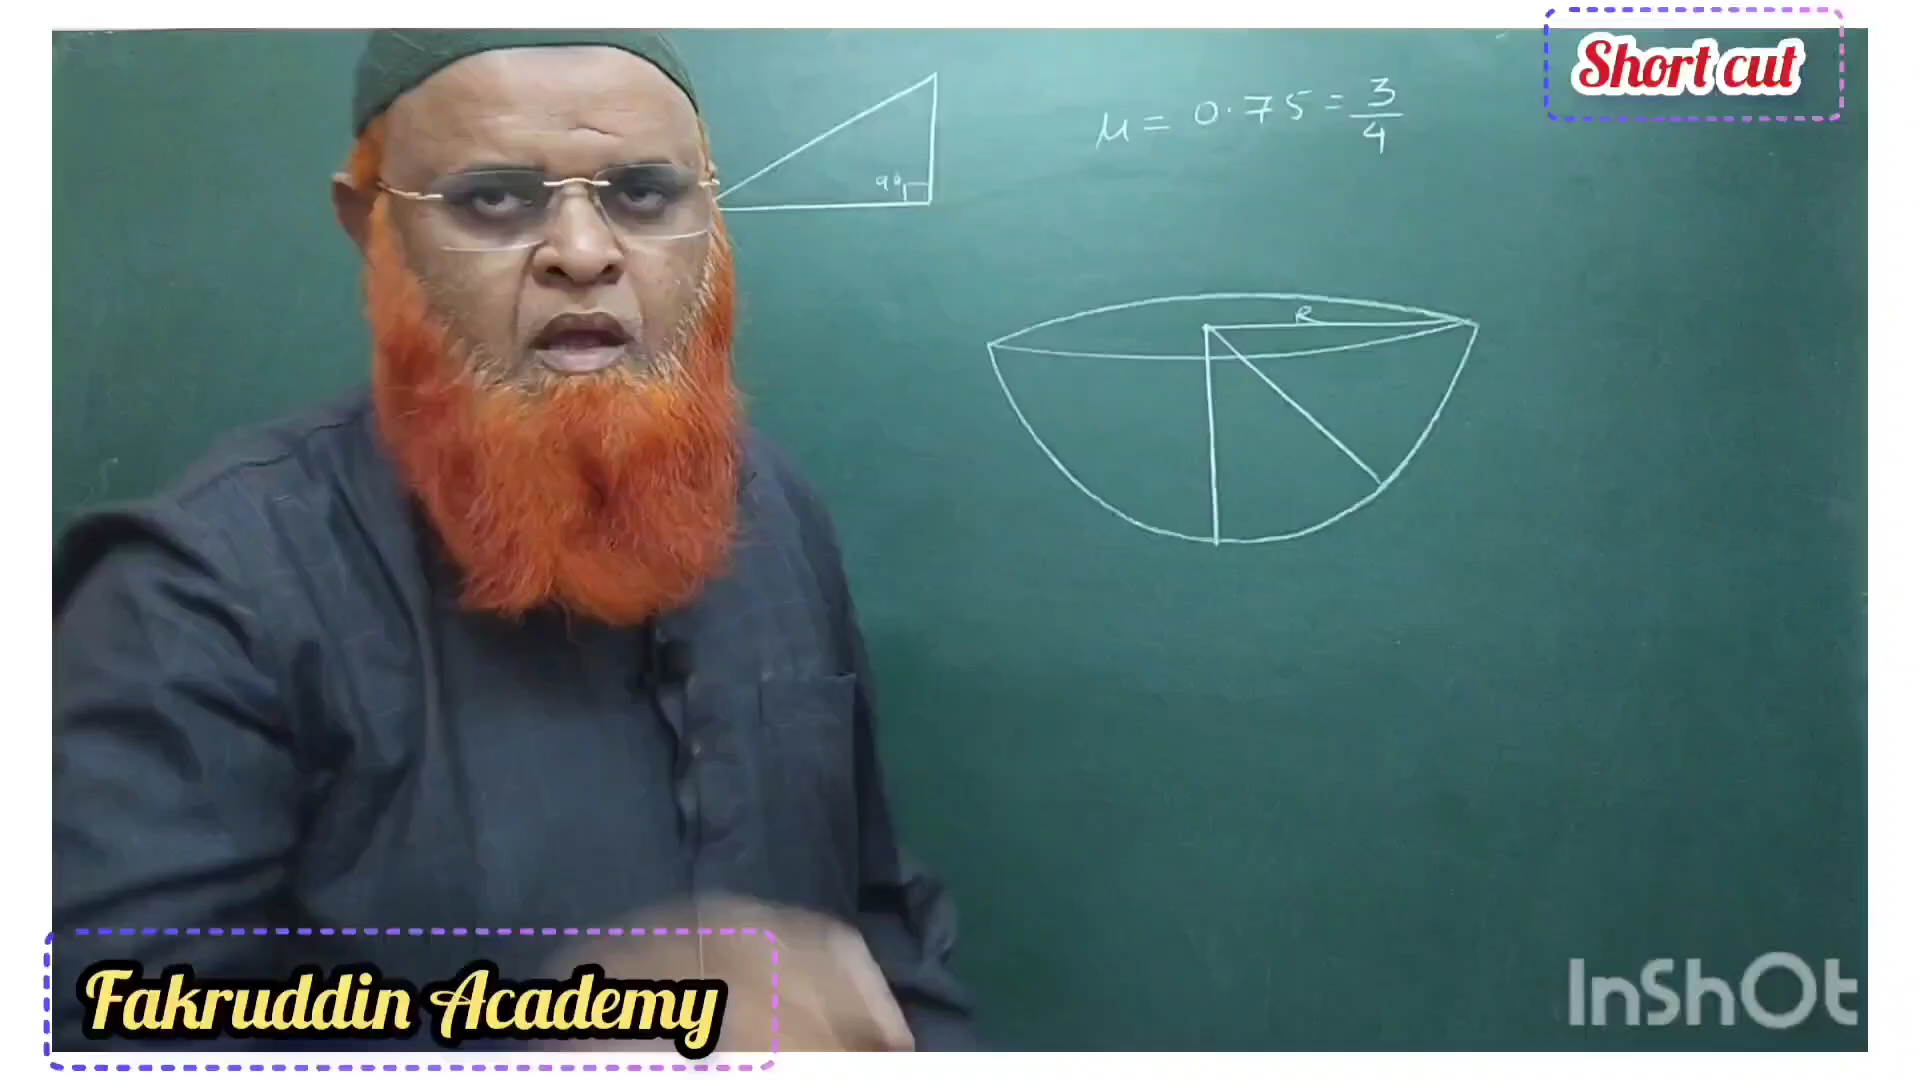 Short cut
μ = 0.75 = 3/4
90
R
Fakruddin Academy
InShOt